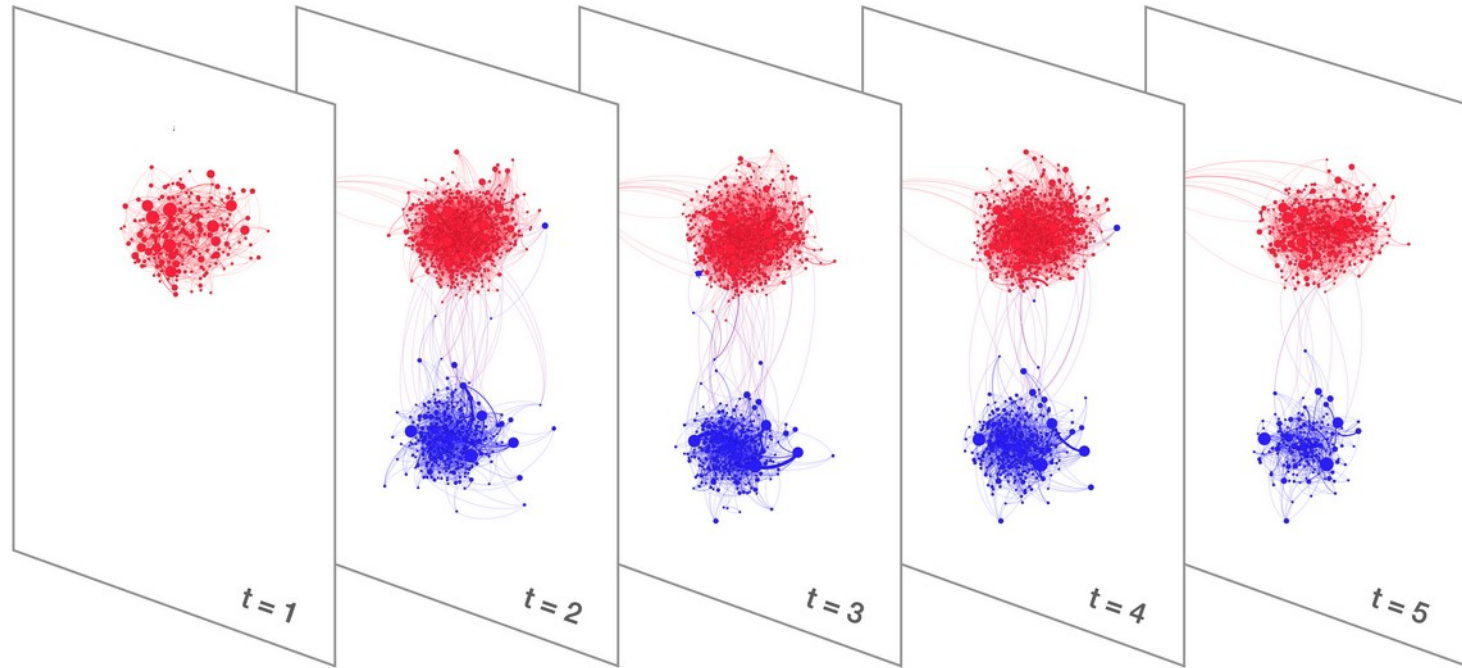 t = 1
t = 2
t = 3
t = 4
t = 5